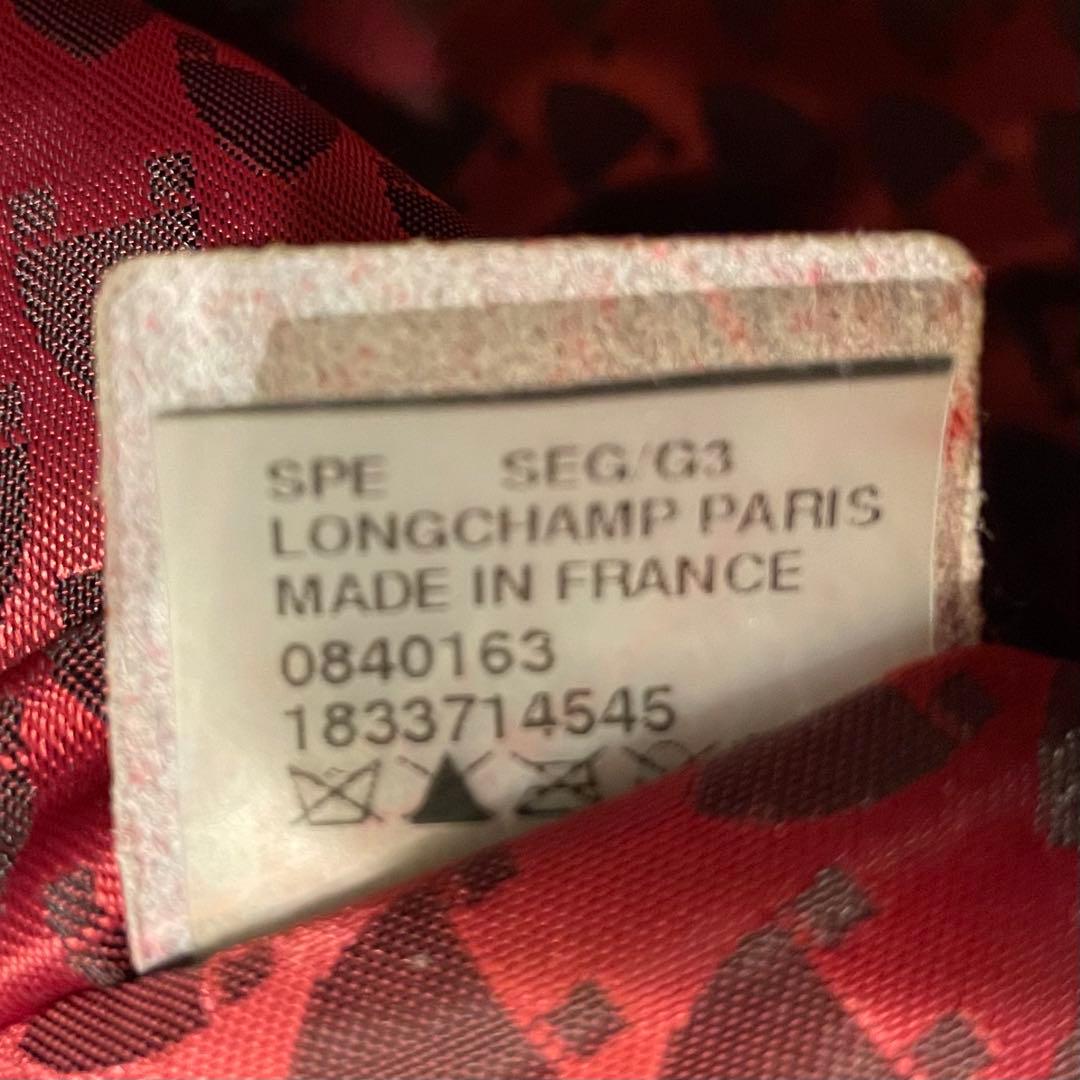 SPE SEG/G3
LONGCHAMP PARIS
MADE IN FRANCE
0840163
1833714545